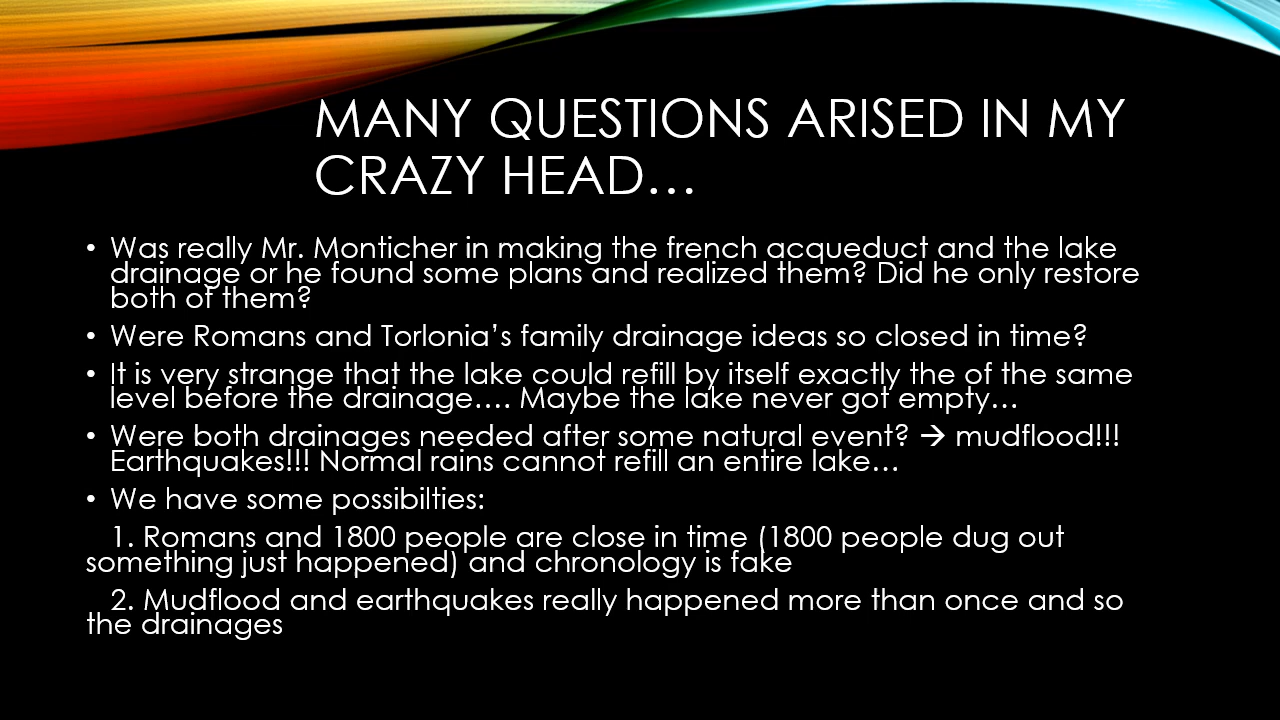 MANY QUESTIONS ARISED IN MY
CRAZY HEAD…
• Was really Mr. Monticher in making the french acqueduct and the lake
drainage or he found some plans and realized them? Did he only restore
both of them?
• Were Romans and Torlonia’s family drainage ideas so closed in time?
• It is very strange that the lake could refill by itself exactly the of the same
level before the drainage…. Maybe the lake never got empty…
• Were both drainages needed after some natural event? → mudflood!!!
Earthquakes!!! Normal rains cannot refill an entire lake…
• We have some possibilties:
1. Romans and 1800 people are close in time (1800 people dug out
something just happened) and chronology is fake
2. Mudflood and earthquakes really happened more than once and so
the drainages